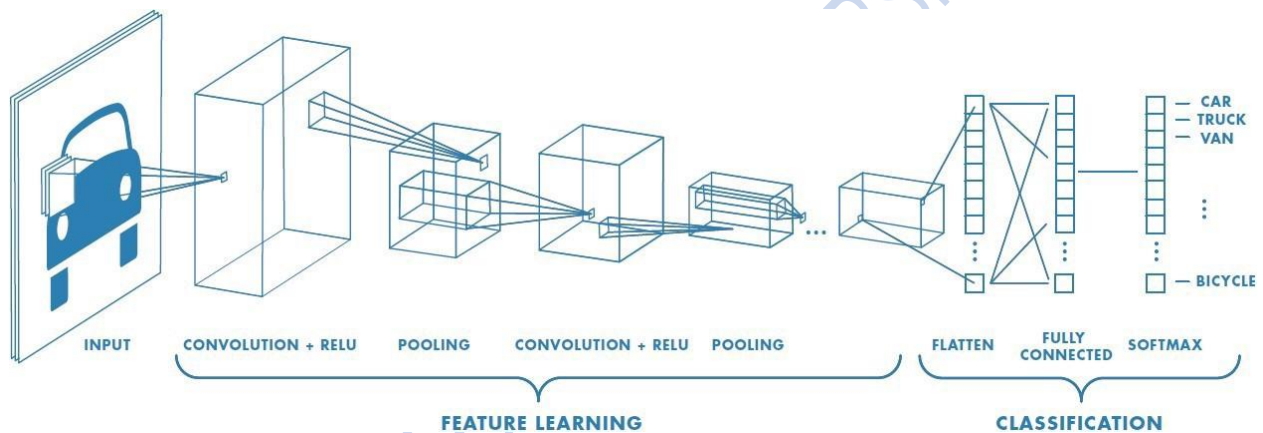 CAR
TRUCK
VAN
BICYCLE
INPUT
CONVOLUTION + RELU
POOLING
CONVOLUTION + RELU
POOLING
FLATTEN
FULLY
CONNECTED
SOFTMAX
FEATURE LEARNING
CLASSIFICATION